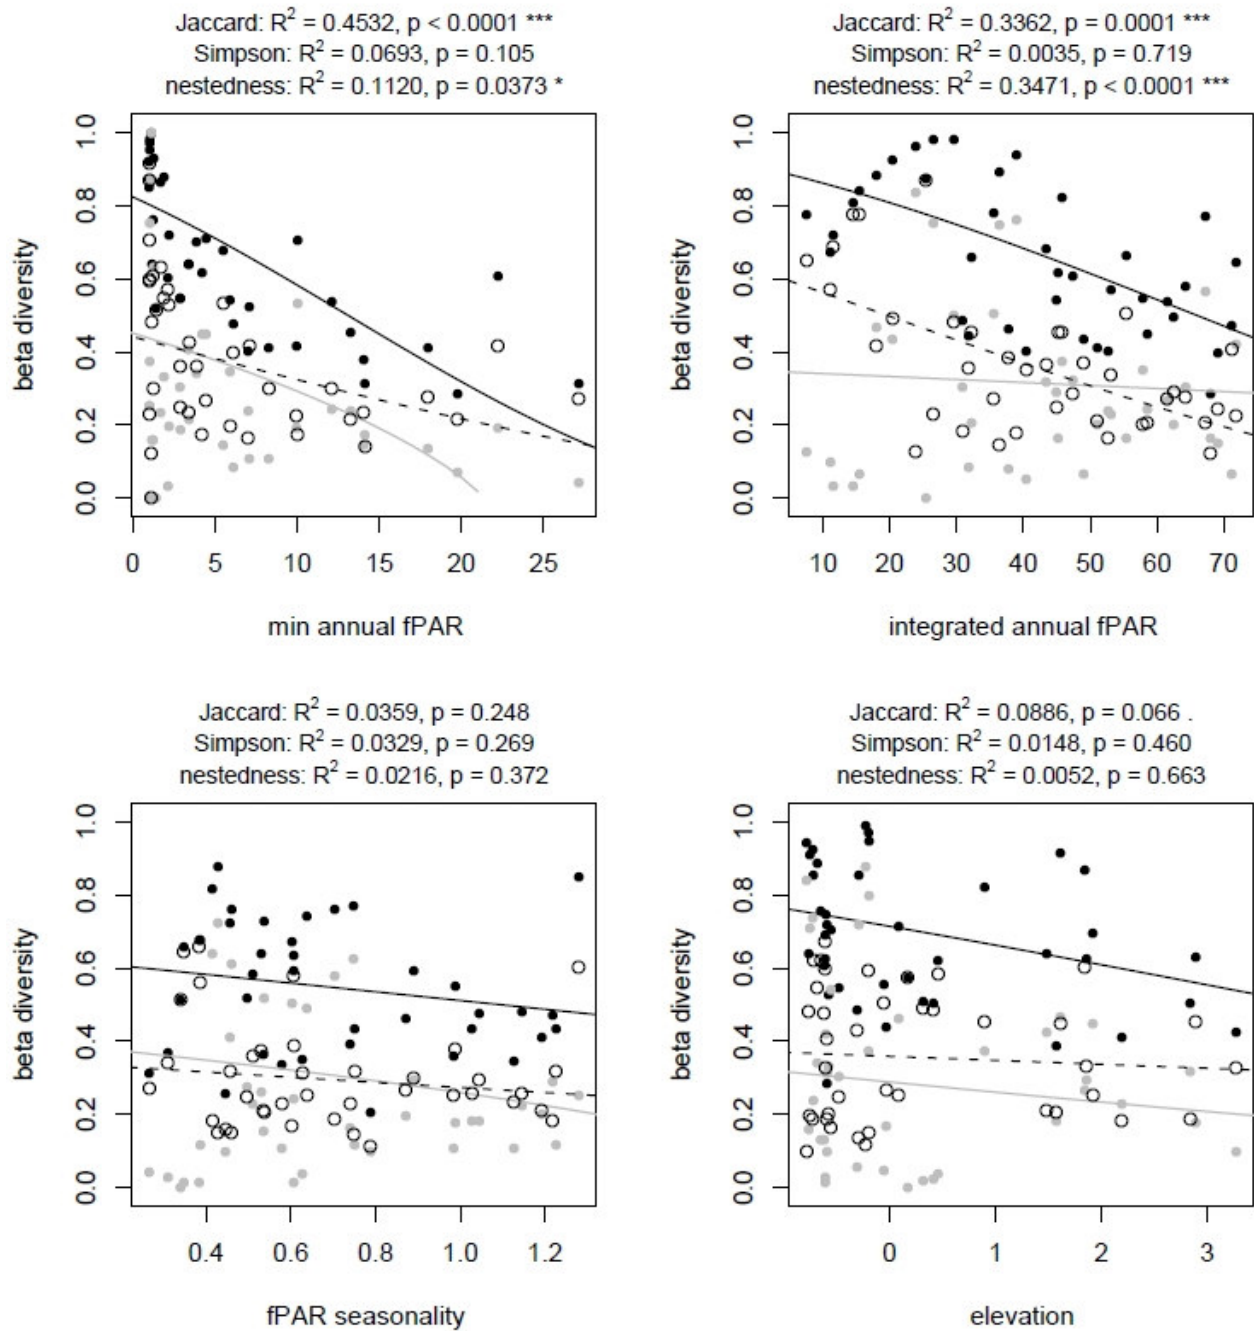 Jaccard: R² = 0.4532, p < 0.0001 ***
Simpson: R² = 0.0693, p = 0.105
nestedness: R² = 0.1120, p = 0.0373 *
beta diversity
1.0
0.8
0.6
0.4
0.2
0.0
0 5 10 15 20 25
min annual fPAR
Jaccard: R² = 0.3362, p = 0.0001 ***
Simpson: R² = 0.0035, p = 0.719
nestedness: R² = 0.3471, p < 0.0001 ***
beta diversity
1.0
0.8
0.6
0.4
0.2
0.0
10 20 30 40 50 60 70
integrated annual fPAR
Jaccard: R² = 0.0359, p = 0.248
Simpson: R² = 0.0329, p = 0.269
nestedness: R² = 0.0216, p = 0.372
beta diversity
1.0
0.8
0.6
0.4
0.2
0.0
0.4 0.6 0.8 1.0 1.2
fPAR seasonality
Jaccard: R² = 0.0886, p = 0.066 .
Simpson: R² = 0.0148, p = 0.460
nestedness: R² = 0.0052, p = 0.663
beta diversity
1.0
0.8
0.6
0.4
0.2
0.0
0 1 2 3
elevation